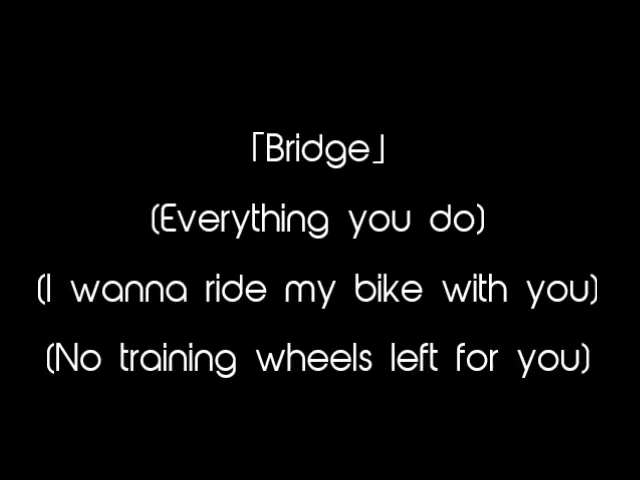 「Bridge」
(Everything you do)
(I wanna ride my bike with you)
(No training wheels left for you)